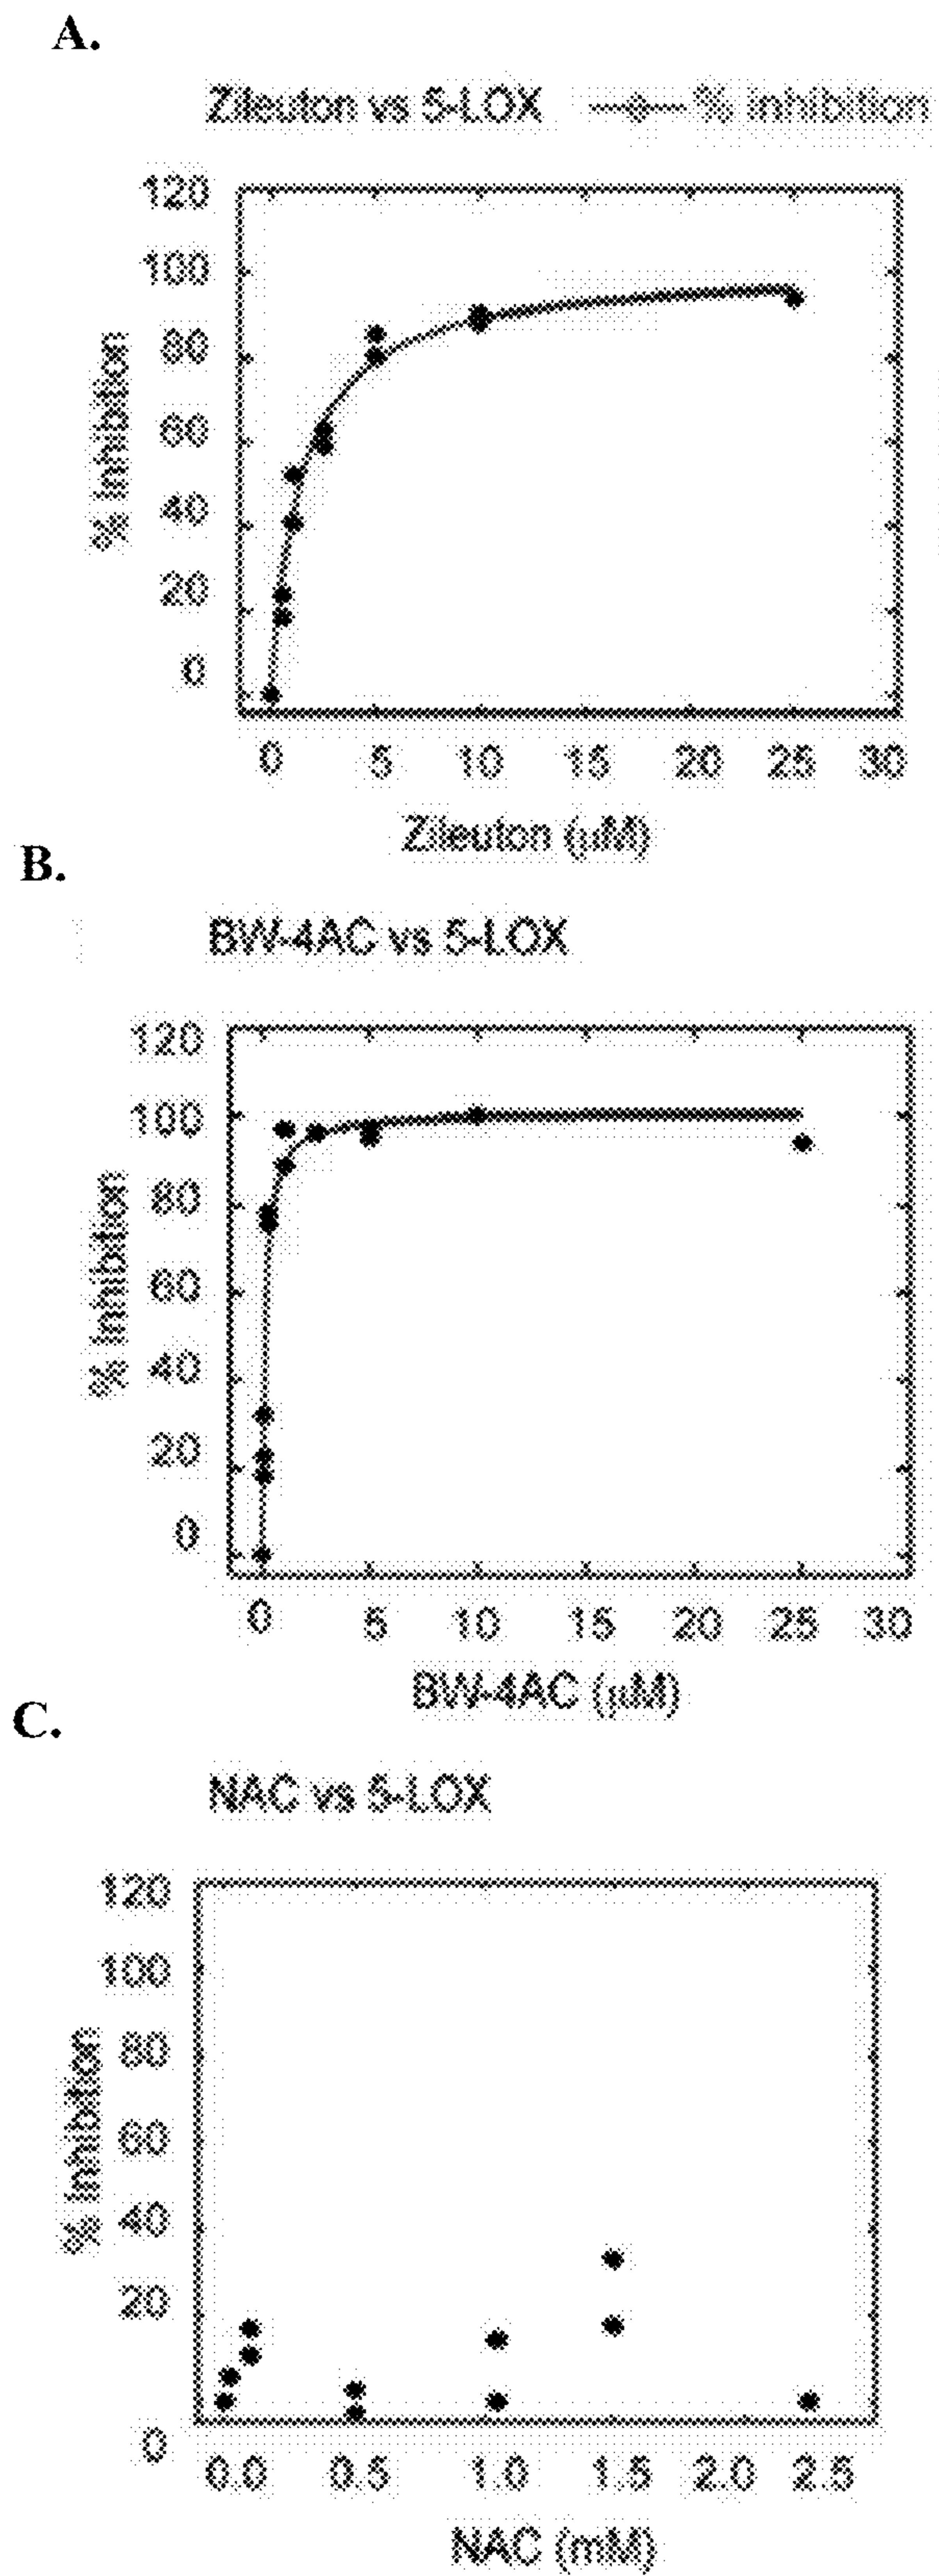 A.
Zileuton vs 5-LOX % inhibition
120
100
80
60
40
20
0
% Inhibition
0 5 10 15 20 25 30
Zileuton (µM)
B.
BW-4AC vs 5-LOX
120
100
80
60
40
20
0
% Inhibition
0 5 10 15 20 25 30
BW-4AC (µM)
C.
NAC vs 5-LOX
120
100
80
60
40
20
0
% Inhibition
0.0 0.5 1.0 1.5 2.0 2.5
NAC (mM)